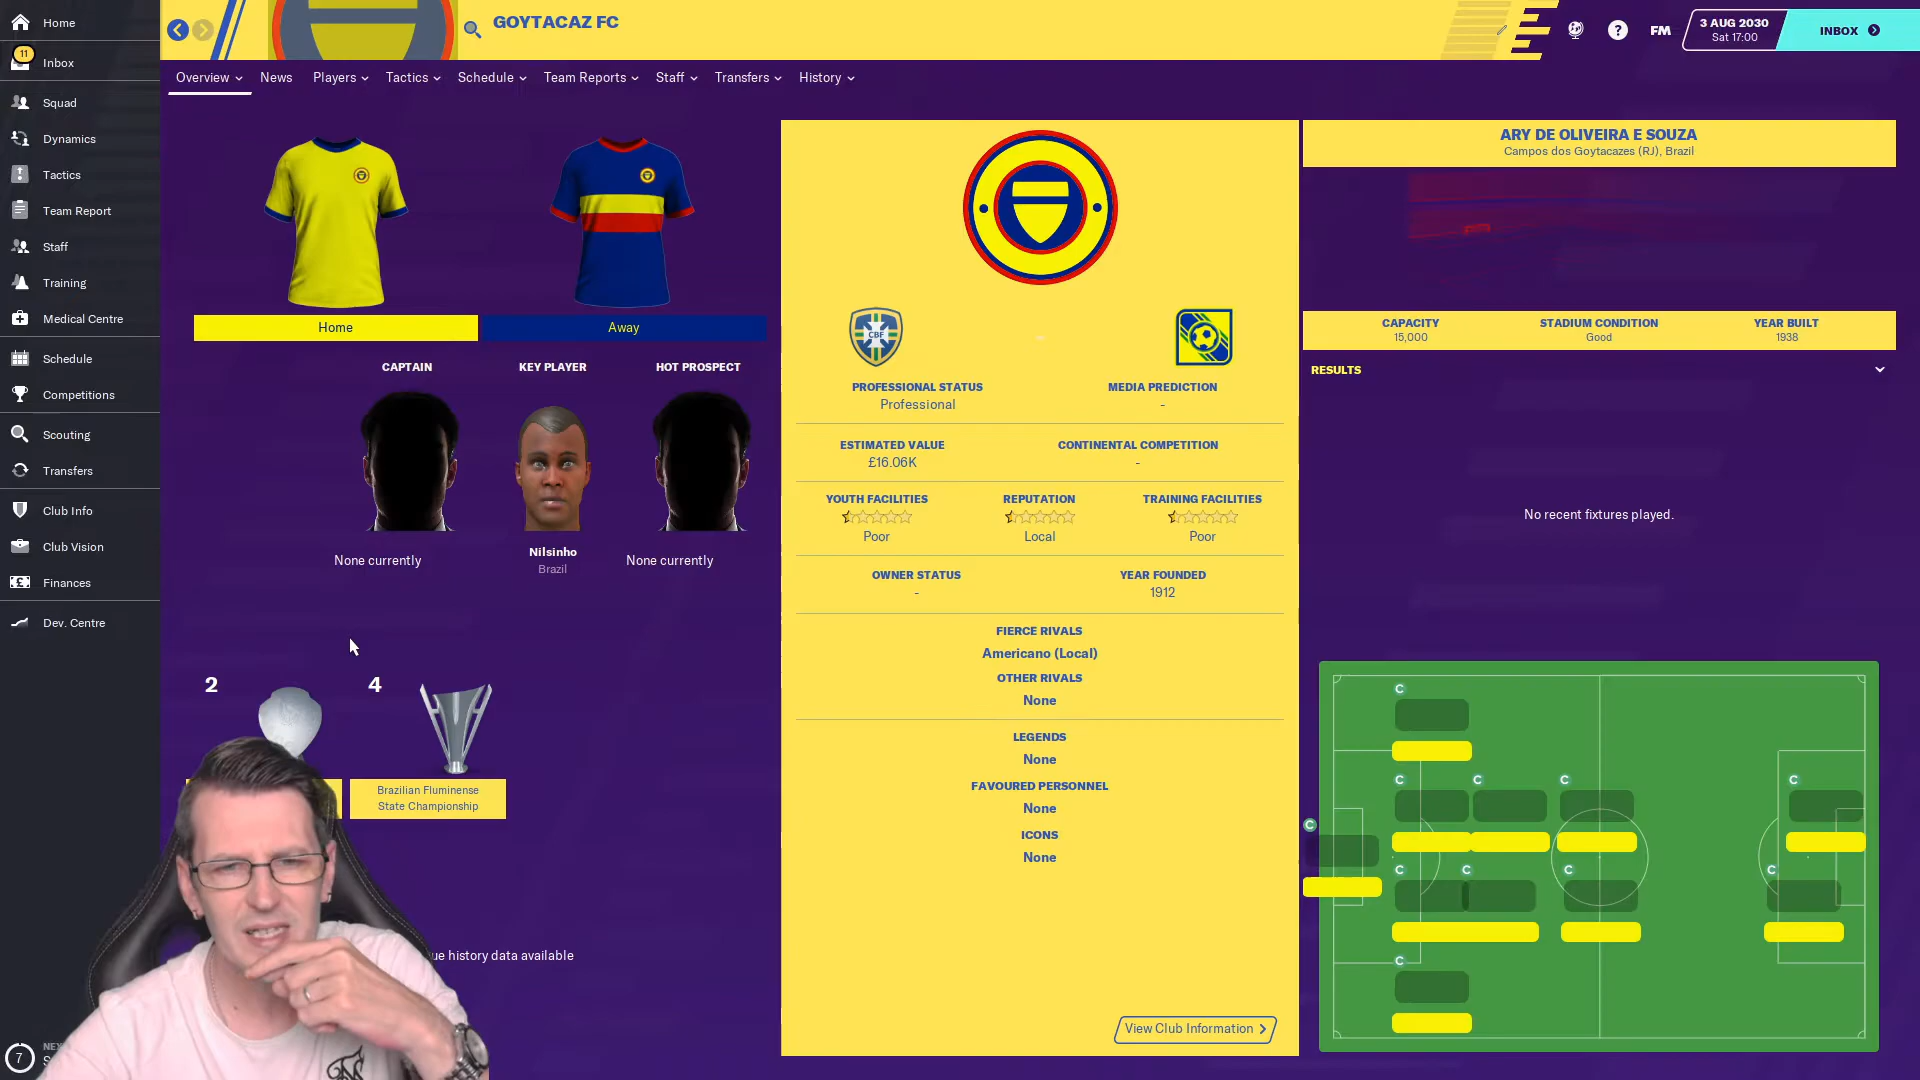 Home
11
Inbox
Squad
Dynamics
Tactics
Team Report
Staff
Training
Medical Centre
Schedule
Competitions
Scouting
Transfers
Club Info
Club Vision
Finances
Dev. Centre
7
GOYTACAZ FC
?
FM
3 AUG 2030
Sat 17:00
INBOX
Overview News Players Tactics Schedule Team Reports Staff Transfers History
Home
Away
CAPTAIN
KEY PLAYER
HOT PROSPECT
None currently
Nilsinho
Brazil
None currently
2
4
Brazilian Fluminense
State Championship
history data available
CBF
PROFESSIONAL STATUS
Professional
MEDIA PREDICTION
-
ESTIMATED VALUE
£16.06K
CONTINENTAL COMPETITION
-
YOUTH FACILITIES
Poor
REPUTATION
Local
TRAINING FACILITIES
Poor
OWNER STATUS
-
YEAR FOUNDED
1912
FIERCE RIVALS
Americano (Local)
OTHER RIVALS
None
LEGENDS
None
FAVOURED PERSONNEL
None
ICONS
None
View Club Information
ARY DE OLIVEIRA E SOUZA
Campos dos Goytacazes (RJ), Brazil
CAPACITY
15,000
STADIUM CONDITION
Good
YEAR BUILT
1938
RESULTS
No recent fixtures played.
C
C C C C
C
C C C C
C